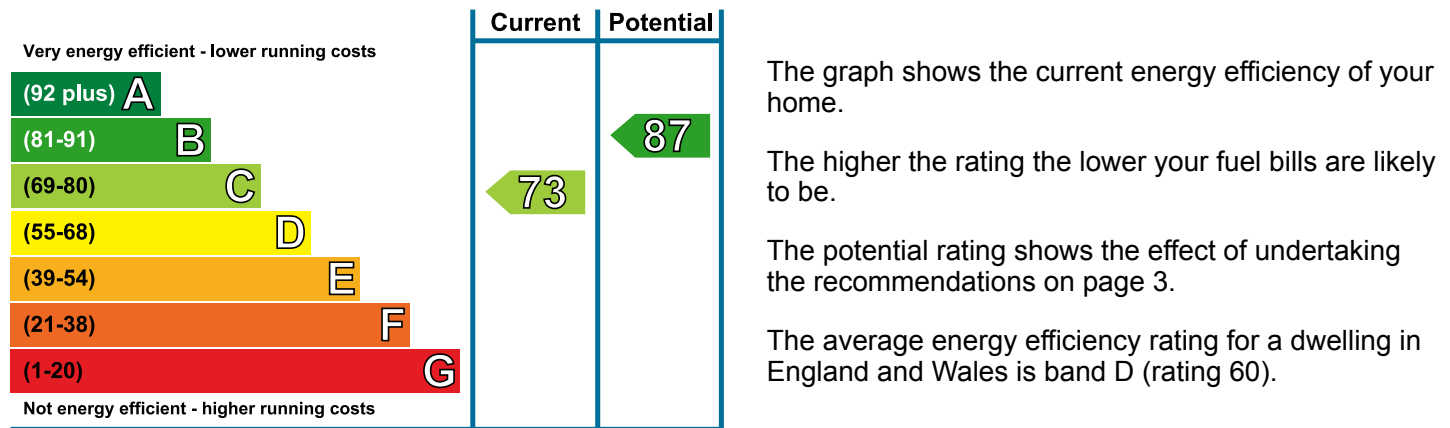 Current Potential
Very energy efficient - lower running costs
(92 plus) A
(81-91) B
87
(69-80) C
73
(55-68) D
(39-54) E
(21-38) F
(1-20) G
Not energy efficient - higher running costs
The graph shows the current energy efficiency of your
home.
The higher the rating the lower your fuel bills are likely
to be.
The potential rating shows the effect of undertaking
the recommendations on page 3.
The average energy efficiency rating for a dwelling in
England and Wales is band D (rating 60).